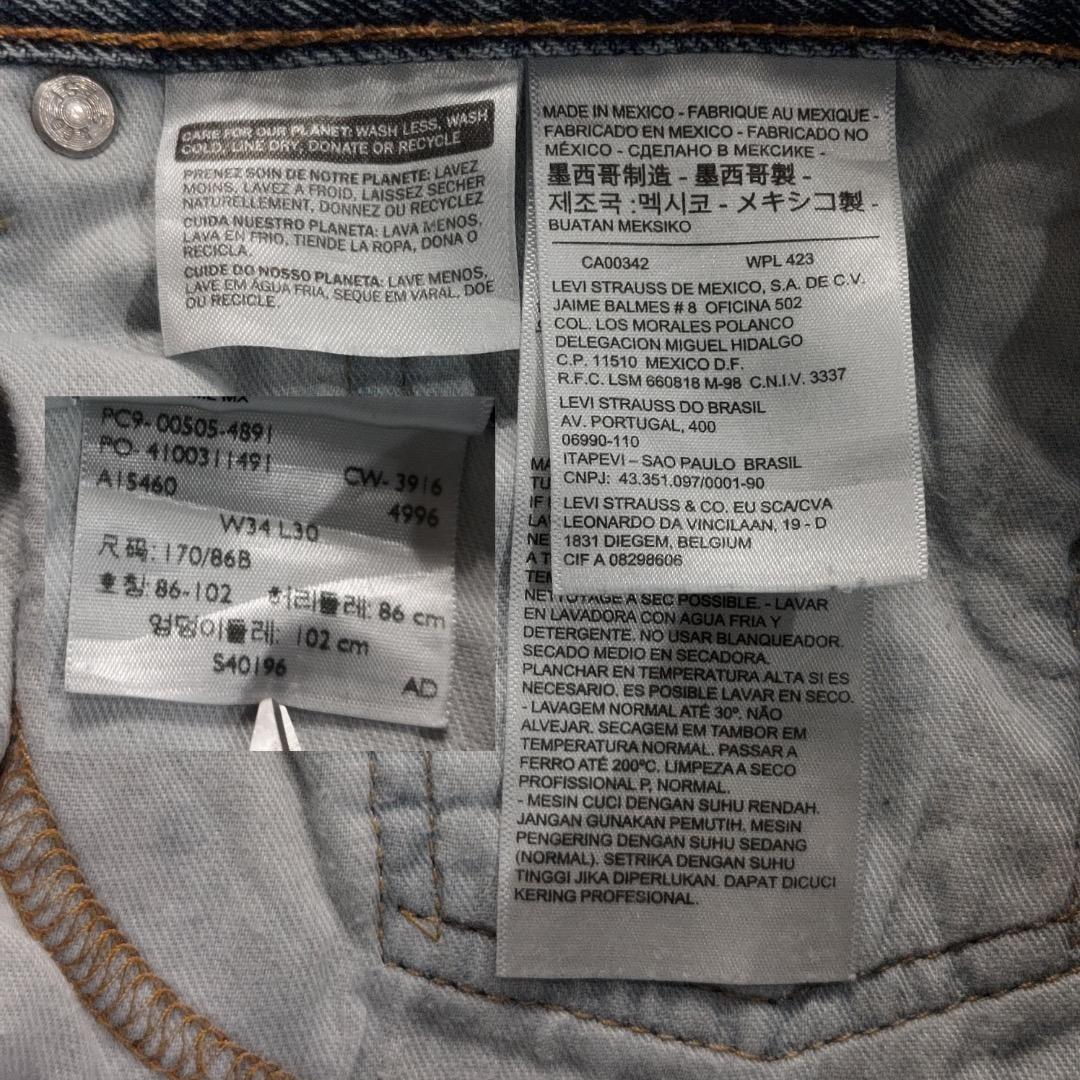 CARE FOR OUR PLANET: WASH LESS, WASH
COLD, LINE DRY, DONATE OR RECYCLE
PRENEZ SOIN DE NOTRE PLANETE: LAVEZ
MOINS, LAVEZ A FROID, LAISSEZ SECHER
NATURELLEMENT, DONNEZ OU RECYCLEZ
CUIDA NUESTRO PLANETA: LAVA MENOS,
LAVA EN FRIO, TIENDE LA ROPA, DONA O
RECICLA.
CUIDE DO NOSSO PLANETA: LAVE MENOS,
LAVE EM ÁGUA FRIA, SEQUE EM VARAL, DOE
OU RECICLE.
MADE IN MEXICO - FABRIQUE AU MEXIQUE -
FABRICADO EN MEXICO - FABRICADO NO
MÉXICO - СДЕЛАНО В МЕКСИКЕ -
墨西哥制造 - 墨西哥製 -
제조국 :멕시코 - メキシコ製 -
BUATAN MEKSIKO
CA00342 WPL 423
LEVI STRAUSS DE MEXICO, S.A. DE C.V.
JAIME BALMES # 8 OFICINA 502
COL. LOS MORALES POLANCO
DELEGACION MIGUEL HIDALGO
C.P. 11510 MEXICO D.F.
R.F.C. LSM 660818 M-98 C.N.I.V. 3337
LEVI STRAUSS DO BRASIL
AV. PORTUGAL, 400
06990-110
ITAPEVI – SAO PAULO BRASIL
CNPJ: 43.351.097/0001-90
LEVI STRAUSS & CO. EU SCA/CVA
LEONARDO DA VINCILAAN, 19 - D
1831 DIEGEM, BELGIUM
CIF A 08298606
PC9- 00505-4891
PO- 4100311491
A15460 CW- 3916
4996
W34 L30
尺码: 170/86B
호칭: 86-102 허리둘레: 86 cm
엉덩이둘레: 102 cm
S40196
AD
NETTOYAGE A SEC POSSIBLE. - LAVAR
EN LAVADORA CON AGUA FRIA Y
DETERGENTE. NO USAR BLANQUEADOR.
SECADO MEDIO EN SECADORA.
PLANCHAR EN TEMPERATURA ALTA SI ES
NECESARIO. ES POSIBLE LAVAR EN SECO.
- LAVAGEM NORMAL ATÉ 30º. NÃO
ALVEJAR. SECAGEM EM TAMBOR EM
TEMPERATURA NORMAL. PASSAR A
FERRO ATÉ 200ºC. LIMPEZA A SECO
PROFISSIONAL P, NORMAL.
- MESIN CUCI DENGAN SUHU RENDAH.
JANGAN GUNAKAN PEMUTIH. MESIN
PENGERING DENGAN SUHU SEDANG
(NORMAL). SETRIKA DENGAN SUHU
TINGGI JIKA DIPERLUKAN. DAPAT DICUCI
KERING PROFESIONAL.